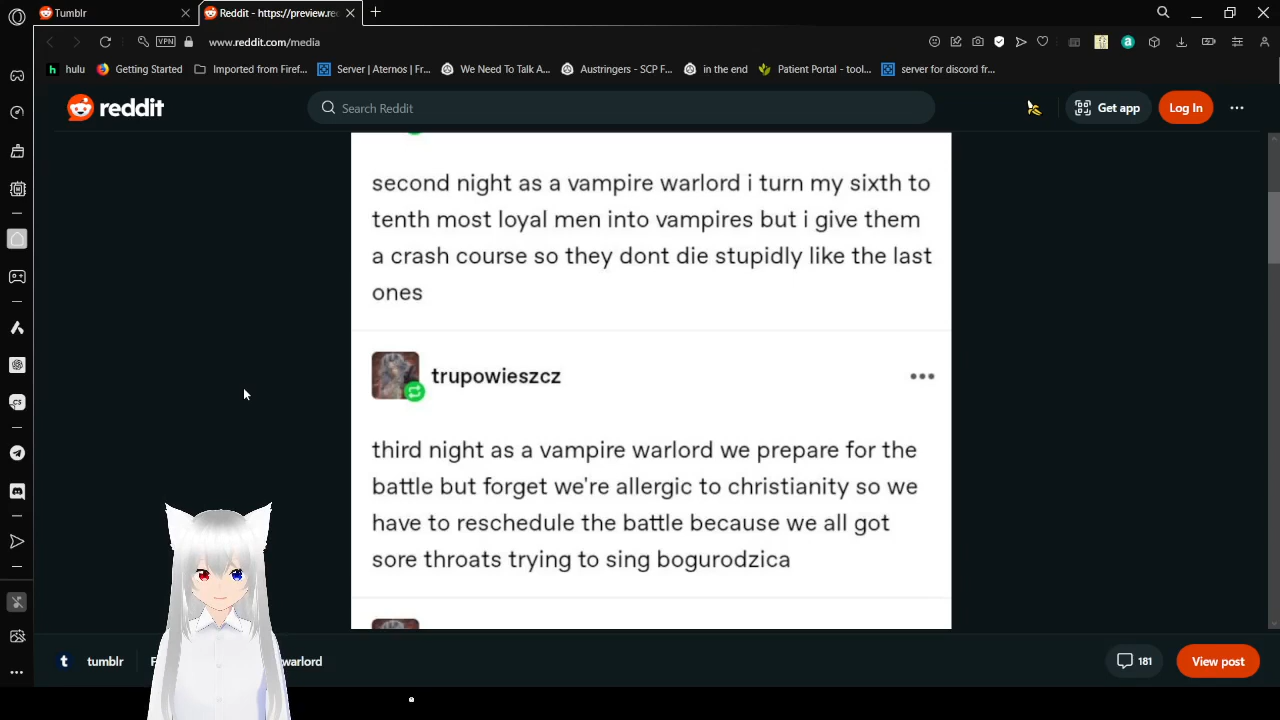 Tumblr
Reddit - https://preview.red
VPN
www.reddit.com/media
hulu
Getting Started
Imported from Firef...
Server | Aternos | Fr...
We Need To Talk A...
Austringers - SCP F...
in the end
Patient Portal - tool...
server for discord fr...
reddit
Search Reddit
Get app
Log In
second night as a vampire warlord i turn my sixth to
tenth most loyal men into vampires but i give them
a crash course so they dont die stupidly like the last
ones
trupowieszcz
third night as a vampire warlord we prepare for the
battle but forget we're allergic to christianity so we
have to reschedule the battle because we all got
sore throats trying to sing bogurodzica
tumblr
warlord
181
View post